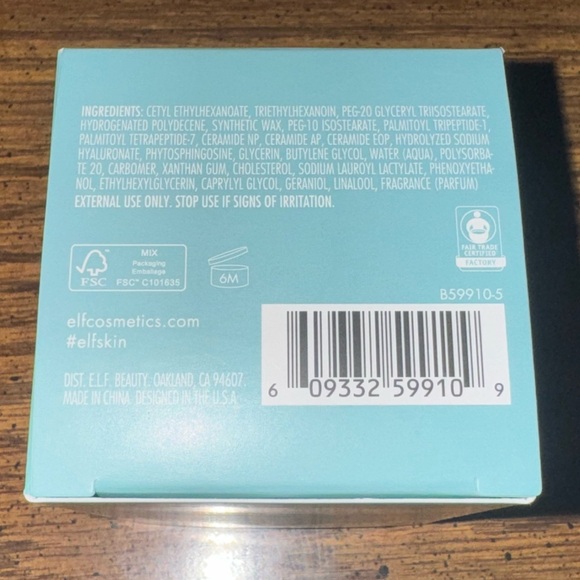 INGREDIENTS: CETYL ETHYLHEXANOATE, TRIETHYLHEXANOIN, PEG-20 GLYCERYL TRIISOSTEARATE,
HYDROGENATED POLYDECENE, SYNTHETIC WAX, PEG-10 ISOSTEARATE, PALMITOYL TRIPEPTIDE-1,
PALMITOYL TETRAPEPTIDE-7, CERAMIDE NP, CERAMIDE AP, CERAMIDE EOP, HYDROLYZED SODIUM
HYALURONATE, PHYTOSPHINGOSINE, GLYCERIN, BUTYLENE GLYCOL, WATER (AQUA), POLYSORBA-
TE 20, CARBOMER, XANTHAN GUM, CHOLESTEROL, SODIUM LAUROYL LACTYLATE, PHENOXYETHA-
NOL, ETHYLHEXYLGLYCERIN, CAPRYLYL GLYCOL, GERANIOL, LINALOOL, FRAGRANCE (PARFUM)
EXTERNAL USE ONLY. STOP USE IF SIGNS OF IRRITATION.
FAIR TRADE
CERTIFIED
FACTORY
FSC
MIX
Packaging
Emballage
FSC™ C101635
6M
B59910-5
elfcosmetics.com
#elfskin
DIST. E.L.F. BEAUTY. OAKLAND, CA 94607.
MADE IN CHINA. DESIGNED IN THE U.S.A.
6 09332 59910 9